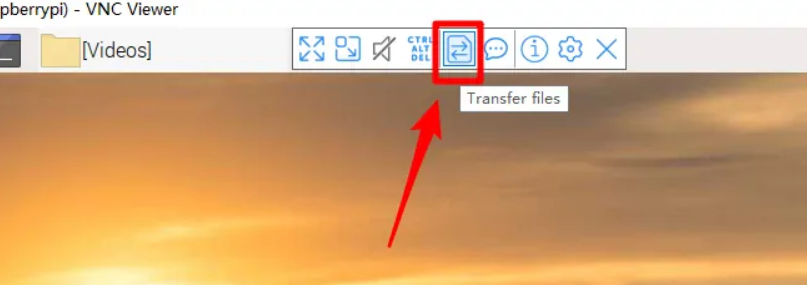 pberrypi) - VNC Viewer
[Videos]
CTRL
ALT
DEL
Transfer files